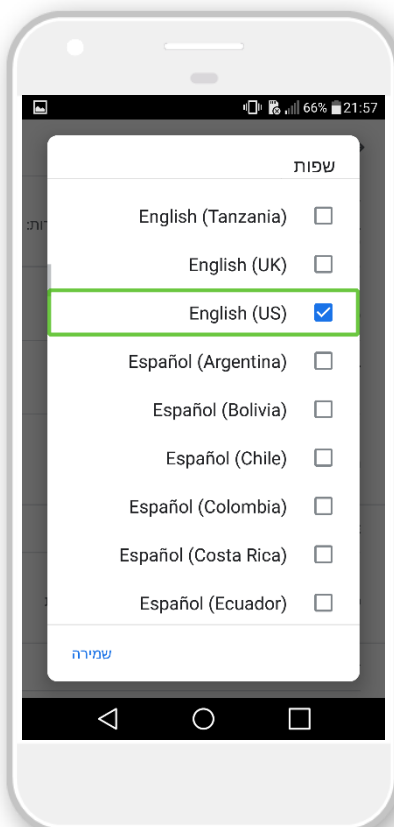 66% 21:57
שפות
English (Tanzania)
English (UK)
English (US)
Español (Argentina)
Español (Bolivia)
Español (Chile)
Español (Colombia)
Español (Costa Rica)
Español (Ecuador)
שמירה